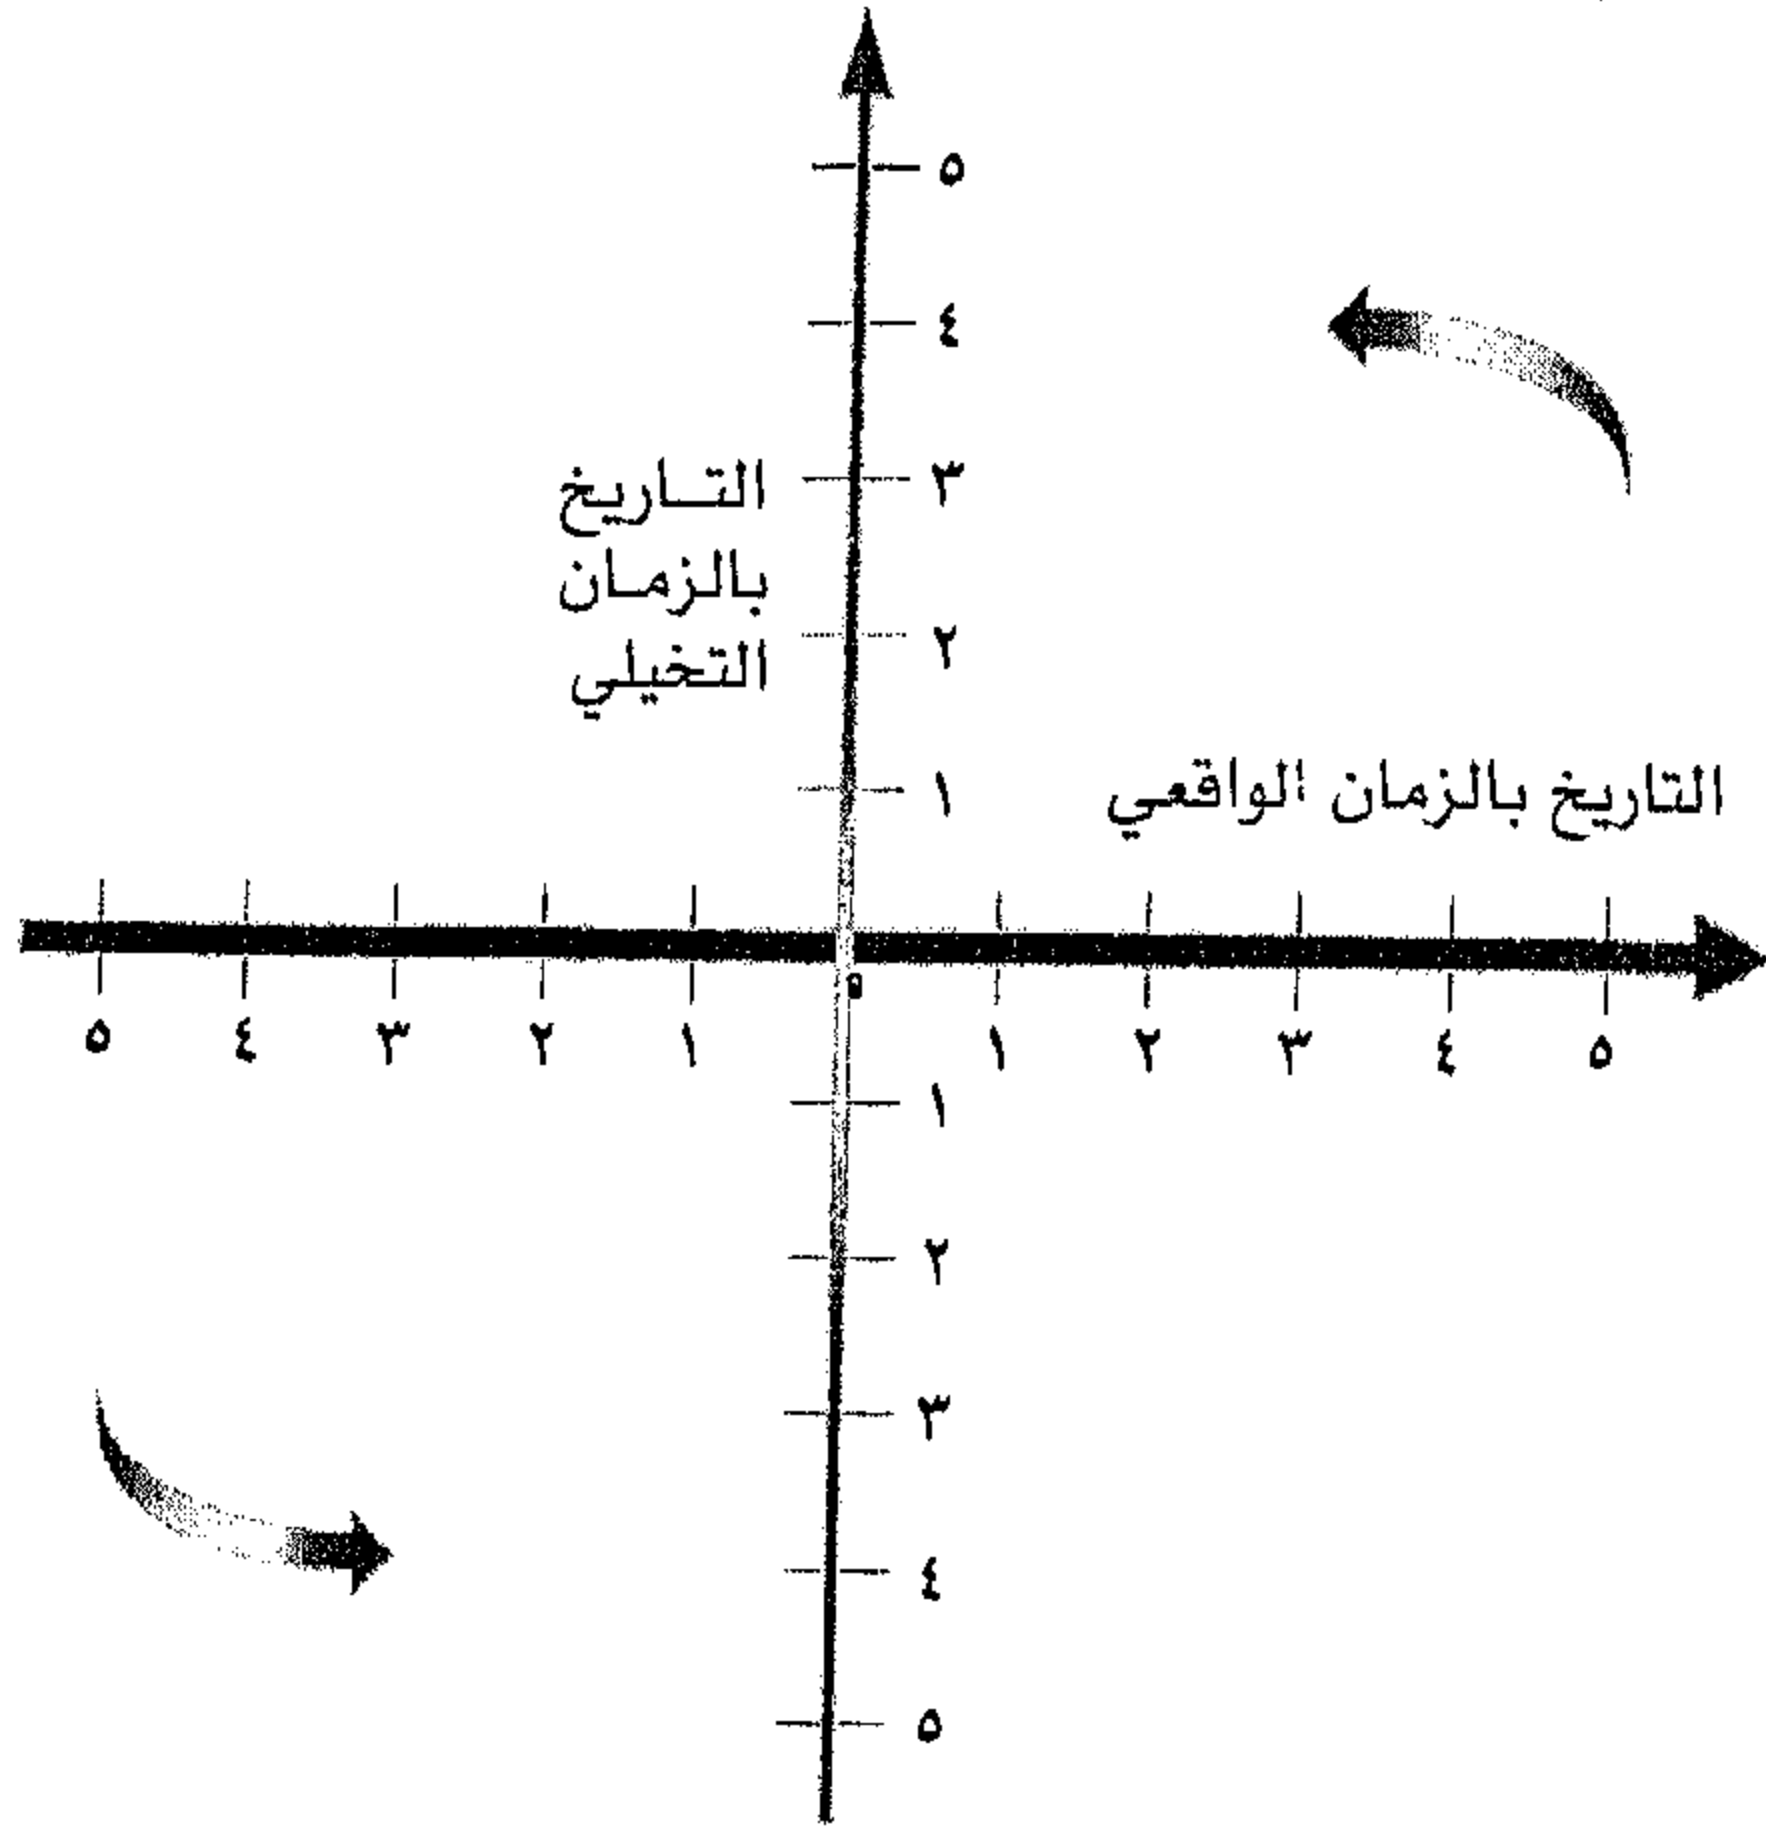 ٥
٤
٣
٢
١
التاريخ
بالزمان
التخيلي
التاريخ بالزمان الواقعي
٥ ٤ ٣ ٢ ١ ١ ٢ ٣ ٤ ٥
١
٢
٣
٤
٥